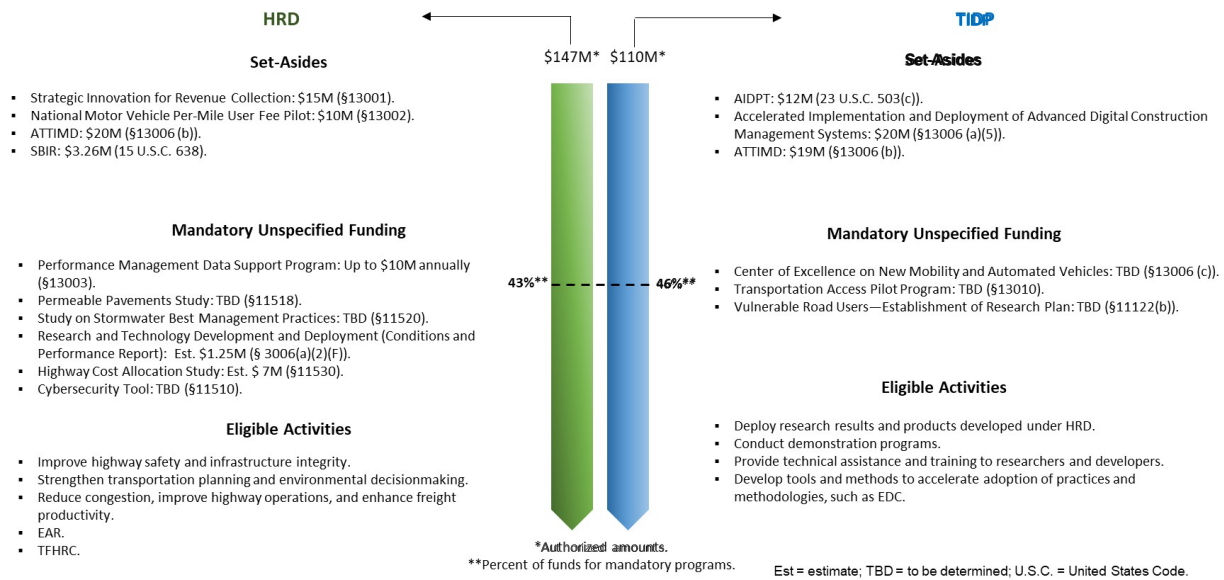 HRD
Set-Asides
▪ Strategic Innovation for Revenue Collection: $15M (§13001).
▪ National Motor Vehicle Per-Mile User Fee Pilot: $10M (§13002).
▪ ATTIMD: $20M (§13006 (b)).
▪ SBIR: $3.26M (15 U.S.C. 638).
Mandatory Unspecified Funding
▪ Performance Management Data Support Program: Up to $10M annually
(§13003).
▪ Permeable Pavements Study: TBD (§11518).
▪ Study on Stormwater Best Management Practices: TBD (§11520).
▪ Research and Technology Development and Deployment (Conditions and
Performance Report): Est. $1.25M (§ 3006(a)(2)(F)).
▪ Highway Cost Allocation Study: Est. $ 7M (§11530).
▪ Cybersecurity Tool: TBD (§11510).
Eligible Activities
▪ Improve highway safety and infrastructure integrity.
▪ Strengthen transportation planning and environmental decisionmaking.
▪ Reduce congestion, improve highway operations, and enhance freight
productivity.
▪ EAR.
▪ TFHRC.
$147M* $110M*
43%** 46%**
*Authorized amounts.
**Percent of funds for mandatory programs.
TIDP
Set-Asides
▪ AIDPT: $12M (23 U.S.C. 503(c)).
▪ Accelerated Implementation and Deployment of Advanced Digital Construction
Management Systems: $20M (§13006 (a)(5)).
▪ ATTIMD: $19M (§13006 (b)).
Mandatory Unspecified Funding
▪ Center of Excellence on New Mobility and Automated Vehicles: TBD (§13006 (c)).
▪ Transportation Access Pilot Program: TBD (§13010).
▪ Vulnerable Road Users—Establishment of Research Plan: TBD (§11122(b)).
Eligible Activities
▪ Deploy research results and products developed under HRD.
▪ Conduct demonstration programs.
▪ Provide technical assistance and training to researchers and developers.
▪ Develop tools and methods to accelerate adoption of practices and
methodologies, such as EDC.
Est = estimate; TBD = to be determined; U.S.C. = United States Code.